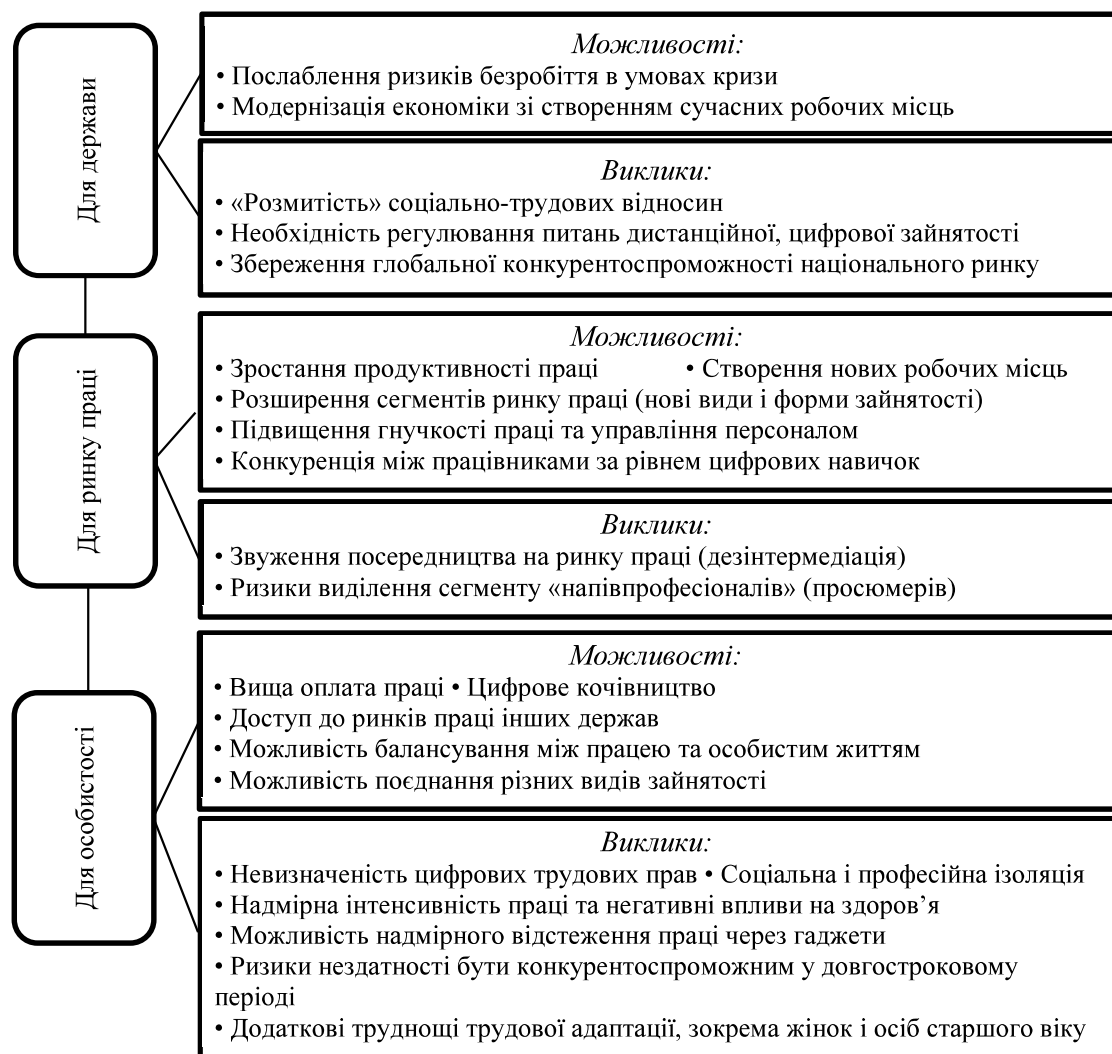 Для держави
Можливості:
• Послаблення ризиків безробіття в умовах кризи
• Модернізація економіки зі створенням сучасних робочих місць
Виклики:
• «Розмитість» соціально-трудових відносин
• Необхідність регулювання питань дистанційної, цифрової зайнятості
• Збереження глобальної конкурентоспроможності національного ринку
Для ринку праці
Можливості:
• Зростання продуктивності праці • Створення нових робочих місць
• Розширення сегментів ринку праці (нові види і форми зайнятості)
• Підвищення гнучкості праці та управління персоналом
• Конкуренція між працівниками за рівнем цифрових навичок
Виклики:
• Звуження посередництва на ринку праці (дезінтермедіація)
• Ризики виділення сегменту «напівпрофесіоналів» (просюмерів)
Для особистості
Можливості:
• Вища оплата праці • Цифрове кочівництво
• Доступ до ринків праці інших держав
• Можливість балансування між працею та особистим життям
• Можливість поєднання різних видів зайнятості
Виклики:
• Невизначеність цифрових трудових прав • Соціальна і професійна ізоляція
• Надмірна інтенсивність праці та негативні впливи на здоров’я
• Можливість надмірного відстеження праці через гаджети
• Ризики нездатності бути конкурентоспроможним у довгостроковому
періоді
• Додаткові труднощі трудової адаптації, зокрема жінок і осіб старшого віку